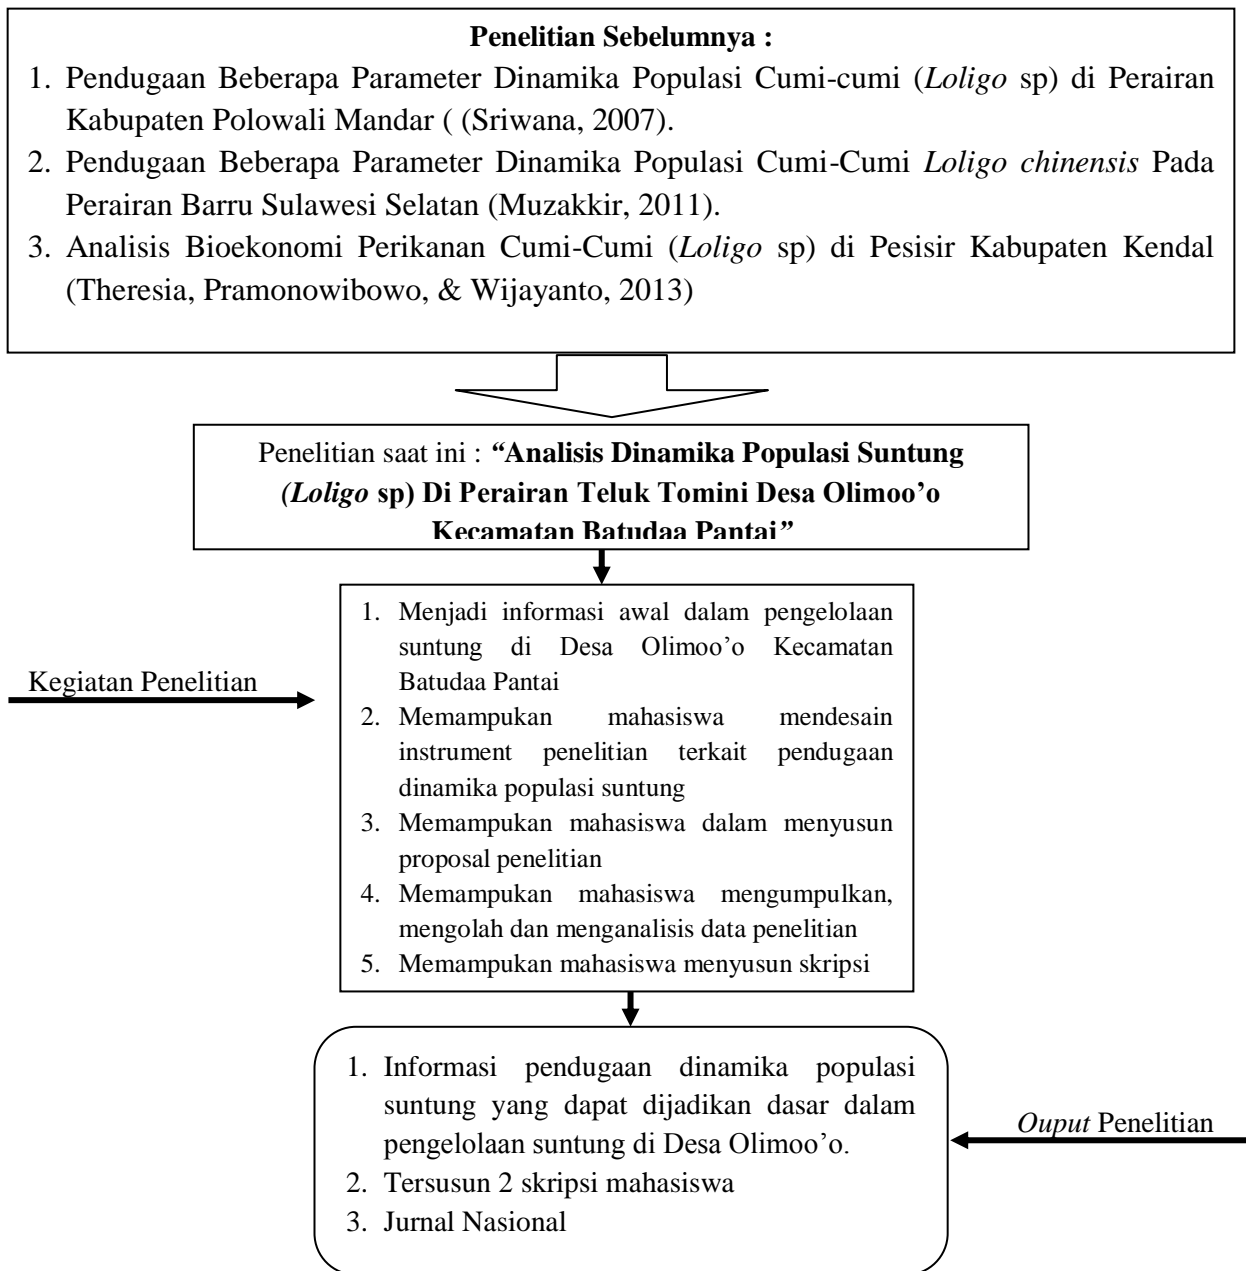 Penelitian Sebelumnya :
1. Pendugaan Beberapa Parameter Dinamika Populasi Cumi-cumi (Loligo sp) di Perairan
Kabupaten Polowali Mandar ( (Sriwana, 2007).
2. Pendugaan Beberapa Parameter Dinamika Populasi Cumi-Cumi Loligo chinensis Pada
Perairan Barru Sulawesi Selatan (Muzakkir, 2011).
3. Analisis Bioekonomi Perikanan Cumi-Cumi (Loligo sp) di Pesisir Kabupaten Kendal
(Theresia, Pramonowibowo, & Wijayanto, 2013)
Penelitian saat ini : “Analisis Dinamika Populasi Suntung
(Loligo sp) Di Perairan Teluk Tomini Desa Olimoo’o
Kecamatan Batudaa Pantai”
Kegiatan Penelitian
1. Menjadi informasi awal dalam pengelolaan
suntung di Desa Olimoo’o Kecamatan
Batudaa Pantai
2. Memampukan mahasiswa mendesain
instrument penelitian terkait pendugaan
dinamika populasi suntung
3. Memampukan mahasiswa dalam menyusun
proposal penelitian
4. Memampukan mahasiswa mengumpulkan,
mengolah dan menganalisis data penelitian
5. Memampukan mahasiswa menyusun skripsi
1. Informasi pendugaan dinamika populasi
suntung yang dapat dijadikan dasar dalam
pengelolaan suntung di Desa Olimoo’o.
2. Tersusun 2 skripsi mahasiswa
3. Jurnal Nasional
Ouput Penelitian